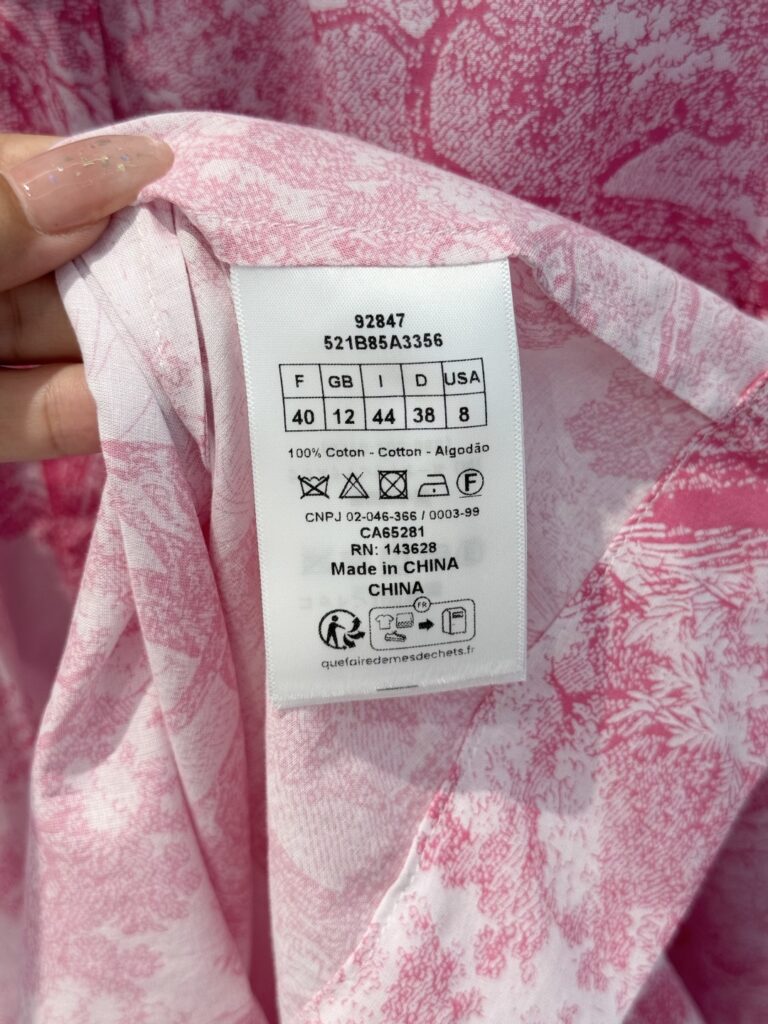 92847
521B85A3356
F GB I D USA
40 12 44 38 8
100% Coton - Cotton - Algodão
F
CNPJ 02-046-366 / 0003-99
CA65281
RN: 143628
Made in CHINA
CHINA
FR
quefairedemesdechets.fr